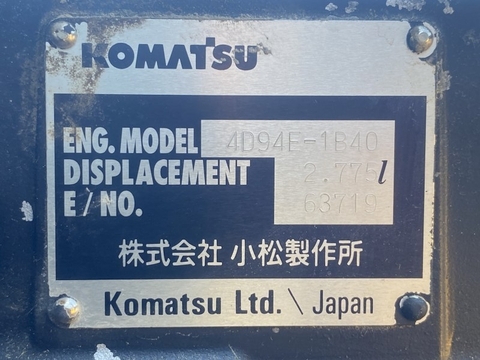 KOMATSU
ENG. MODEL 4D94E-1B40
DISPLACEMENT 2.775 l
E / NO. 63719
株式会社 小松製作所
Komatsu Ltd. \ Japan